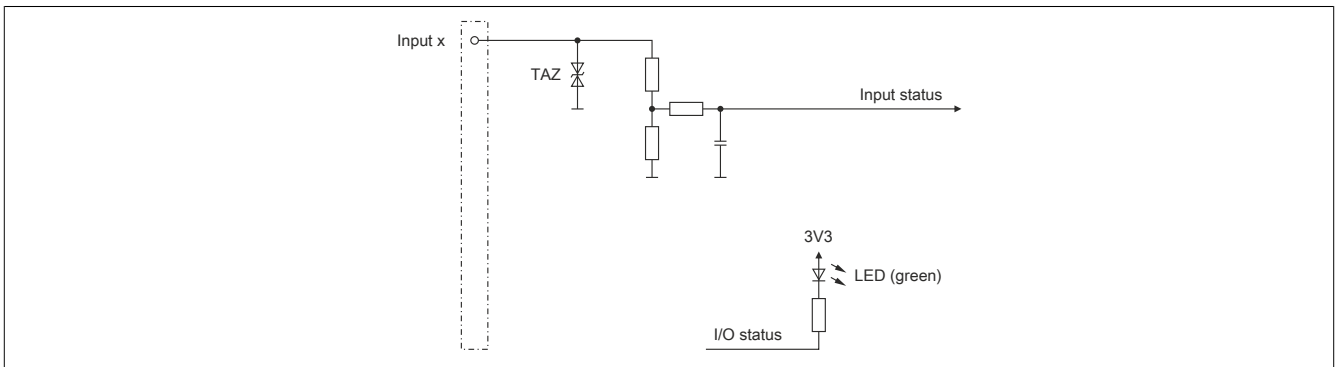 Input x
TAZ
Input status
3V3
LED (green)
I/O status